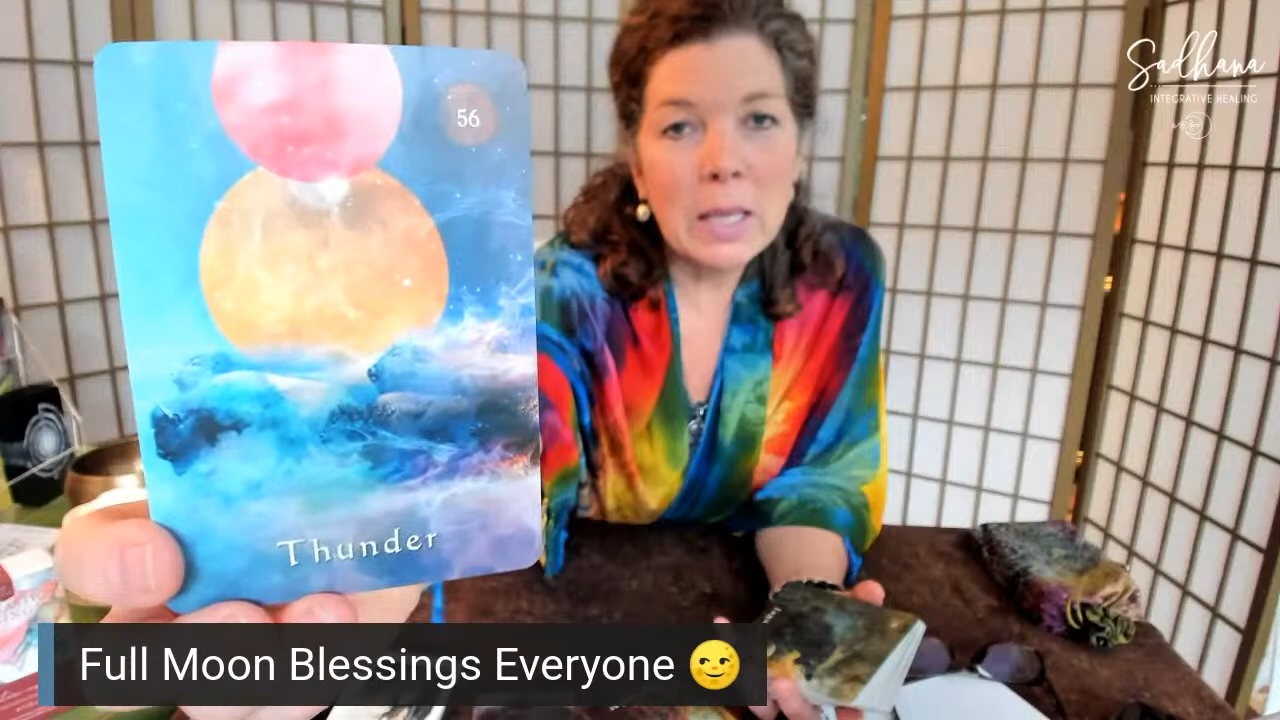 56
Sadhana
INTEGRATIVE HEALING
Thunder
Full Moon Blessings Everyone 🌝